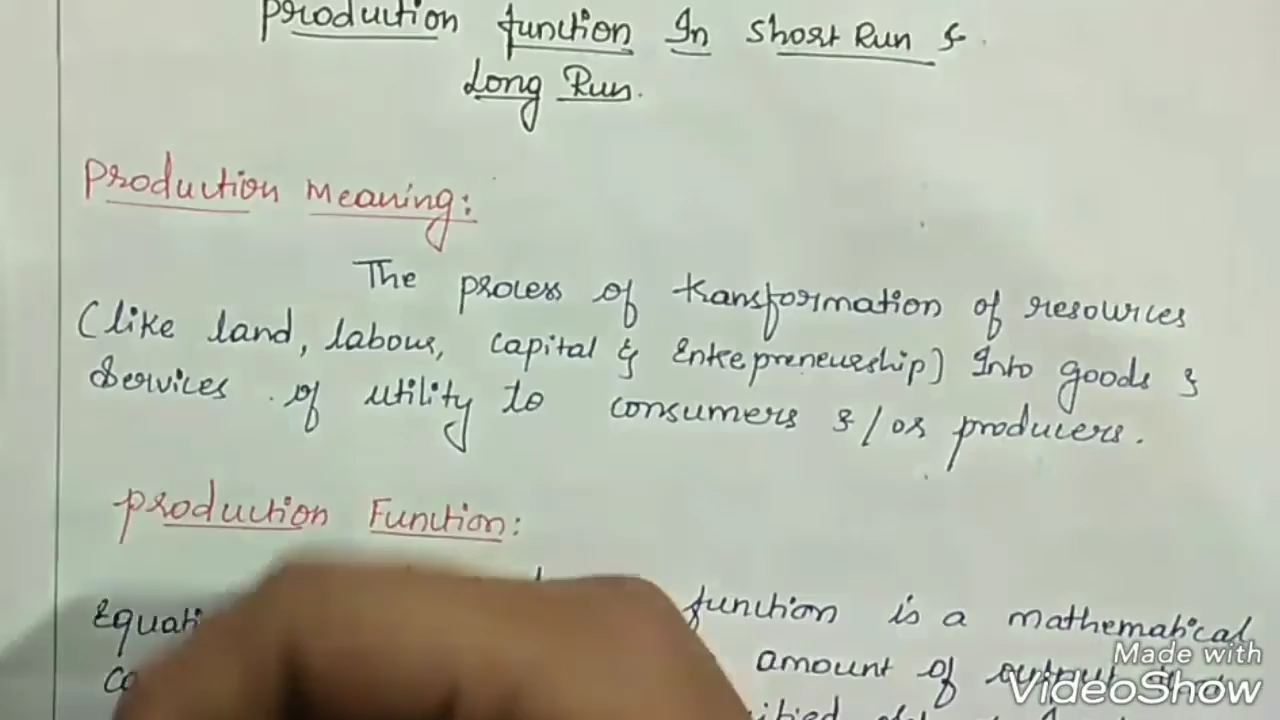 Production function In Short Run &
Long Run.
Production Meaning:
The process of transformation of resources
(like land, labour, capital & Entrepreneurship) Into goods &
Services of utility to consumers &/or producers.
production Function:
function is a mathematical
amount of output
Made with
VideoShow